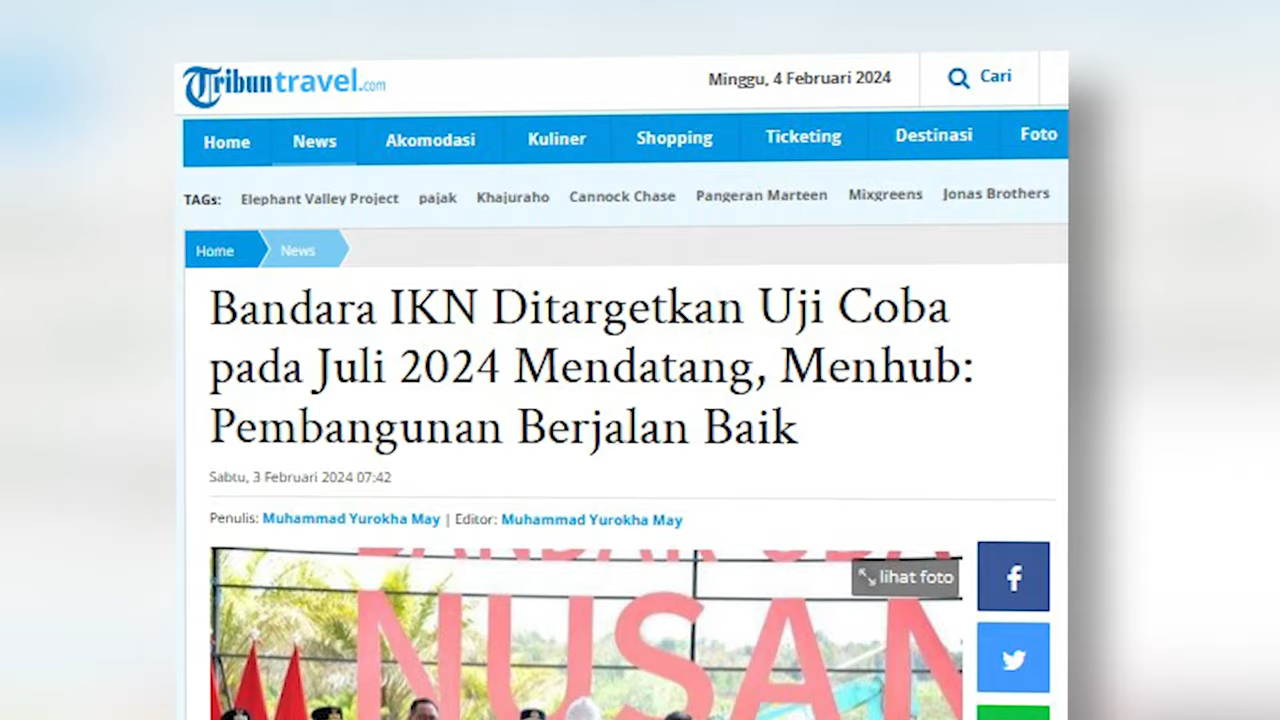 Tribuntravel.com
Minggu, 4 Februari 2024
Cari
Home News Akomodasi Kuliner Shopping Ticketing Destinasi Foto
TAGs: Elephant Valley Project pajak Khajuraho Cannock Chase Pangeran Marteen Mixgreens Jonas Brothers
Home News
Bandara IKN Ditargetkan Uji Coba
pada Juli 2024 Mendatang, Menhub:
Pembangunan Berjalan Baik
Sabtu, 3 Februari 2024 07:42
Penulis: Muhammad Yurokha May | Editor: Muhammad Yurokha May
lihat foto
NUSAN